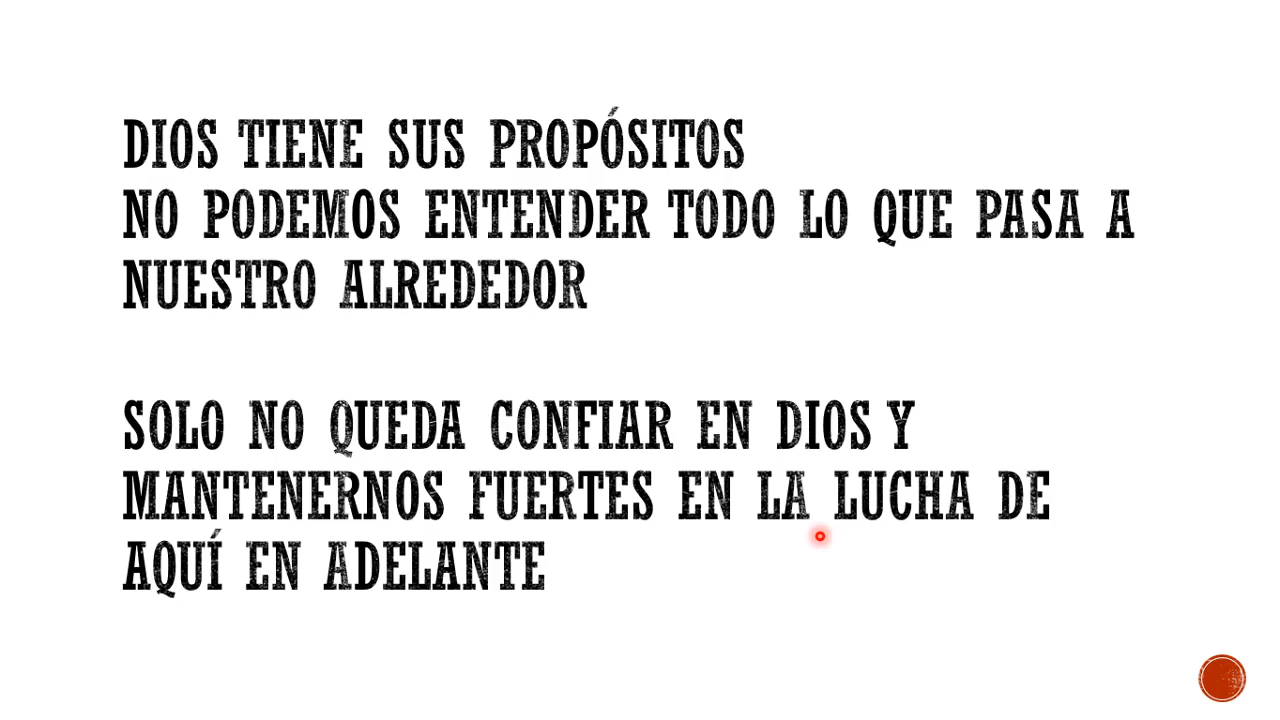 DIOS TIENE SUS PROPÓSITOS
NO PODEMOS ENTENDER TODO LO QUE PASA A
NUESTRO ALREDEDOR
SOLO NO QUEDA CONFIAR EN DIOS Y
MANTENERNOS FUERTES EN LA LUCHA DE
AQUÍ EN ADELANTE